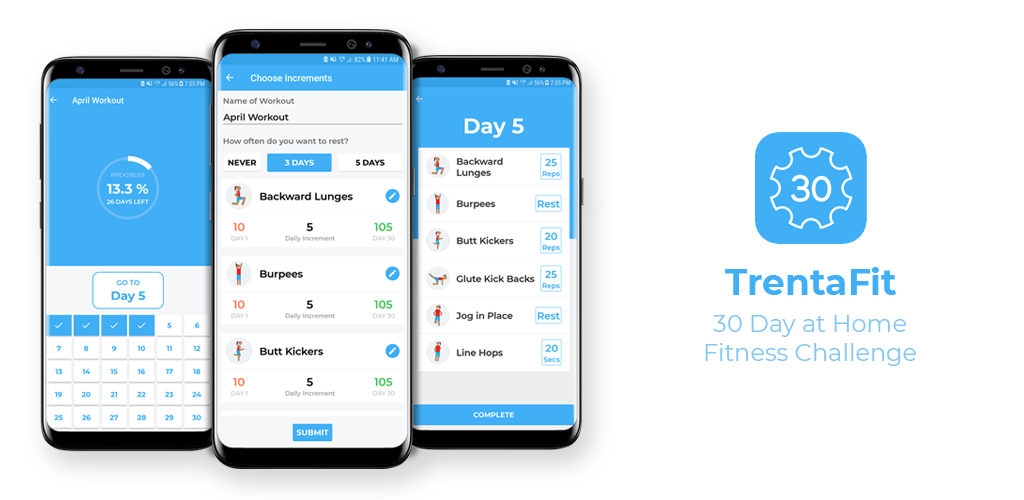 56% 7:55 PM
April Workout
PROGRESS
13.3 %
26 DAYS LEFT
GO TO
Day 5
5 6
7 8 9 10 11 12
13 14 15 16 17 18
19 20 21 22 23 24
25 26 27 28 29 30
82% 11:41 AM
Choose Increments
Name of Workout
April Workout
How often do you want to rest?
NEVER 3 DAYS 5 DAYS
Backward Lunges
10 5 105
DAY 1 Daily Increment DAY 30
Burpees
10 5 105
DAY 1 Daily Increment DAY 30
Butt Kickers
10 5 105
DAY 1 Daily Increment DAY 30
SUBMIT
56% 7:55 PM
Day 5
Backward
Lunges
25
Reps
Burpees
Rest
Butt Kickers
20
Reps
Glute Kick Backs
25
Reps
Jog in Place
Rest
Line Hops
20
Secs
COMPLETE
30
TrentaFit
30 Day at Home
Fitness Challenge